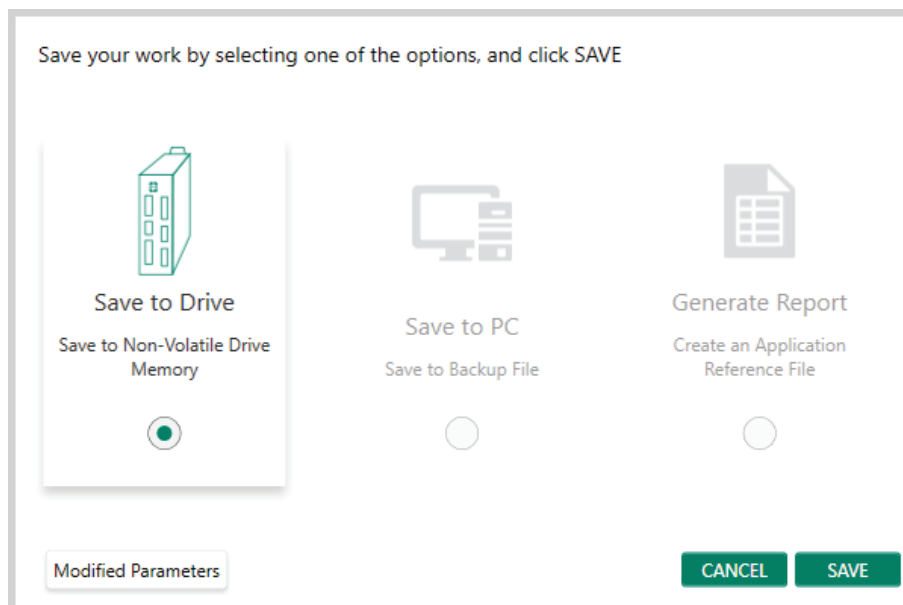 Save your work by selecting one of the options, and click SAVE
Save to Drive
Save to Non-Volatile Drive
Memory
Save to PC
Save to Backup File
Generate Report
Create an Application
Reference File
Modified Parameters
CANCEL
SAVE